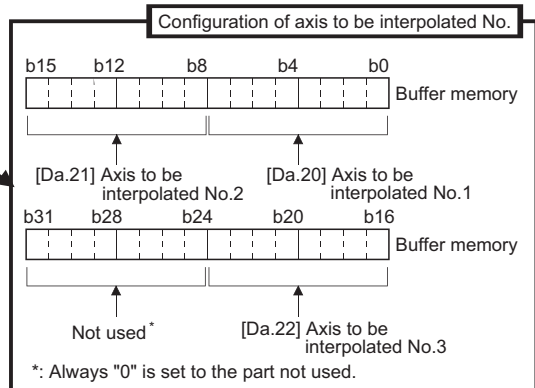 Configuration of axis to be interpolated No.
b15 b12 b8 b4 b0
Buffer memory
[Da.21] Axis to be
interpolated No.2
[Da.20] Axis to be
interpolated No.1
b31 b28 b24 b20 b16
Buffer memory
Not used*
[Da.22] Axis to be
interpolated No.3
*: Always "0" is set to the part not used.